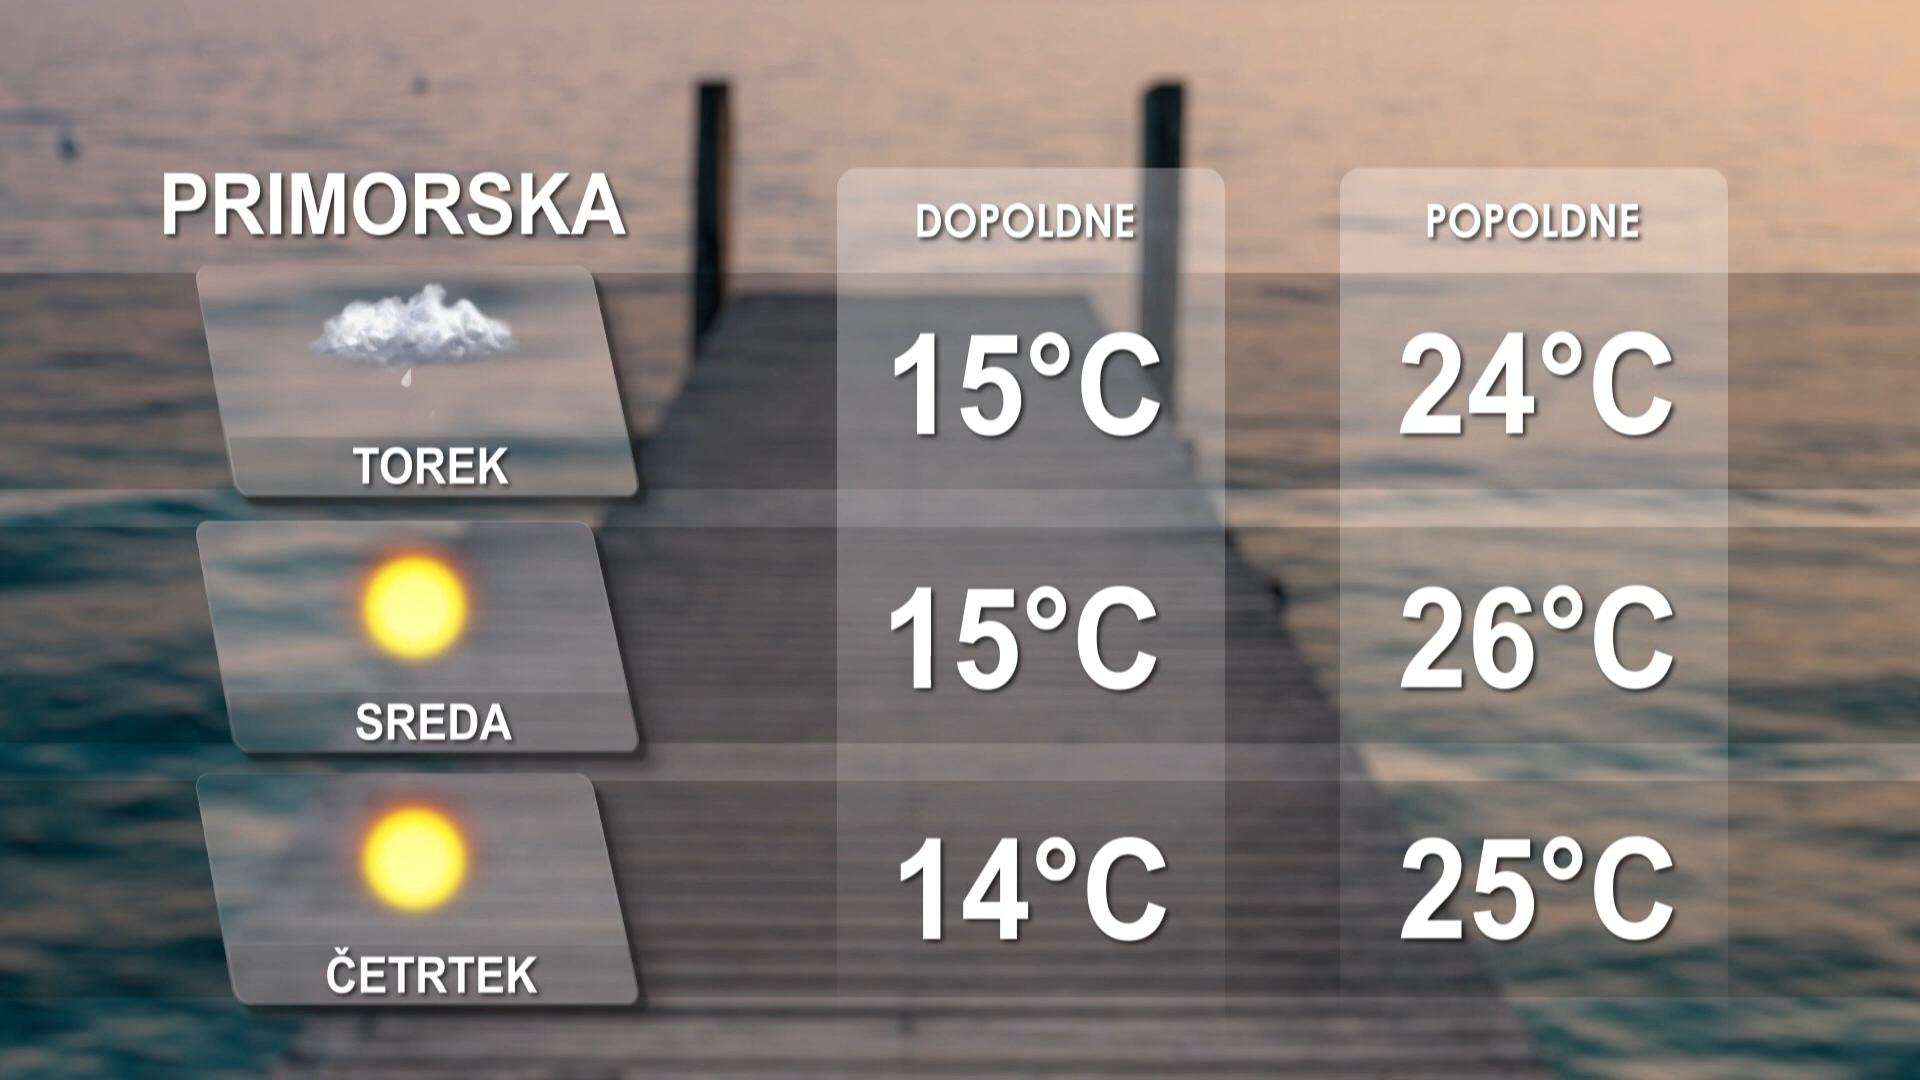 PRIMORSKA
DOPOLDNE
POPOLDNE
TOREK
15°C
24°C
SREDA
15°C
26°C
ČETRTEK
14°C
25°C